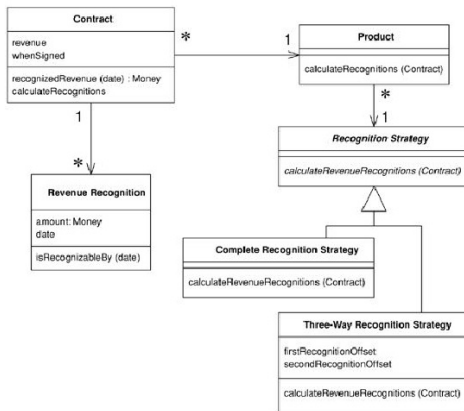 Contract
revenue
whenSigned
recognizedRevenue (date) : Money
calculateRecognitions
*
1
Product
calculateRecognitions (Contract)
*
1
1
*
Recognition Strategy
calculateRevenueRecognitions (Contract)
Revenue Recognition
amount: Money
date
isRecognizableBy (date)
Complete Recognition Strategy
calculateRevenueRecognitions (Contract)
Three-Way Recognition Strategy
firstRecognitionOffset
secondRecognitionOffset
calculateRevenueRecognitions (Contract)